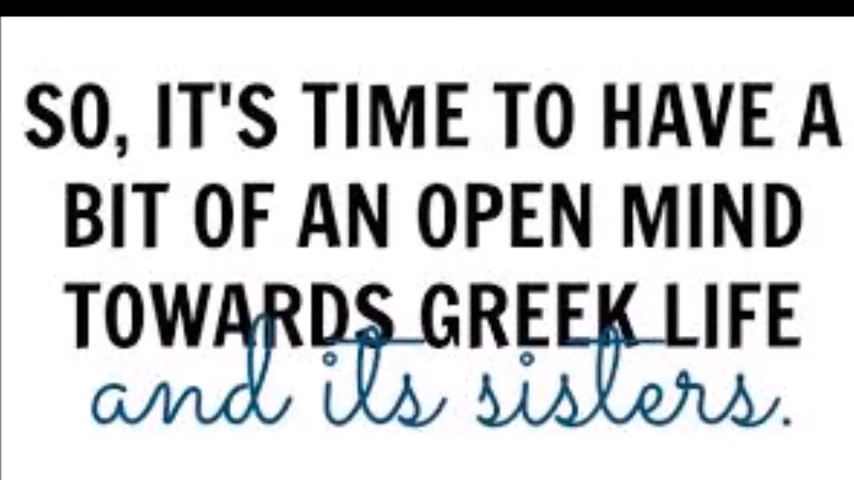 SO, IT'S TIME TO HAVE A
BIT OF AN OPEN MIND
TOWARDS GREEK LIFE
and its sisters.